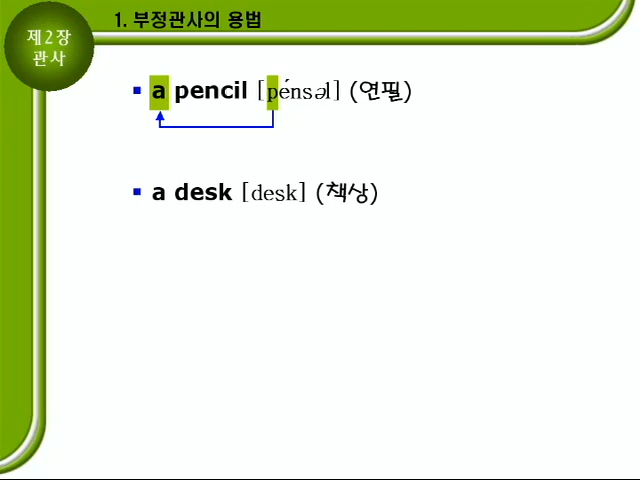 1. 부정관사의 용법
제2장
관사
▪ a pencil [pénsəl] (연필)
▪ a desk [desk] (책상)